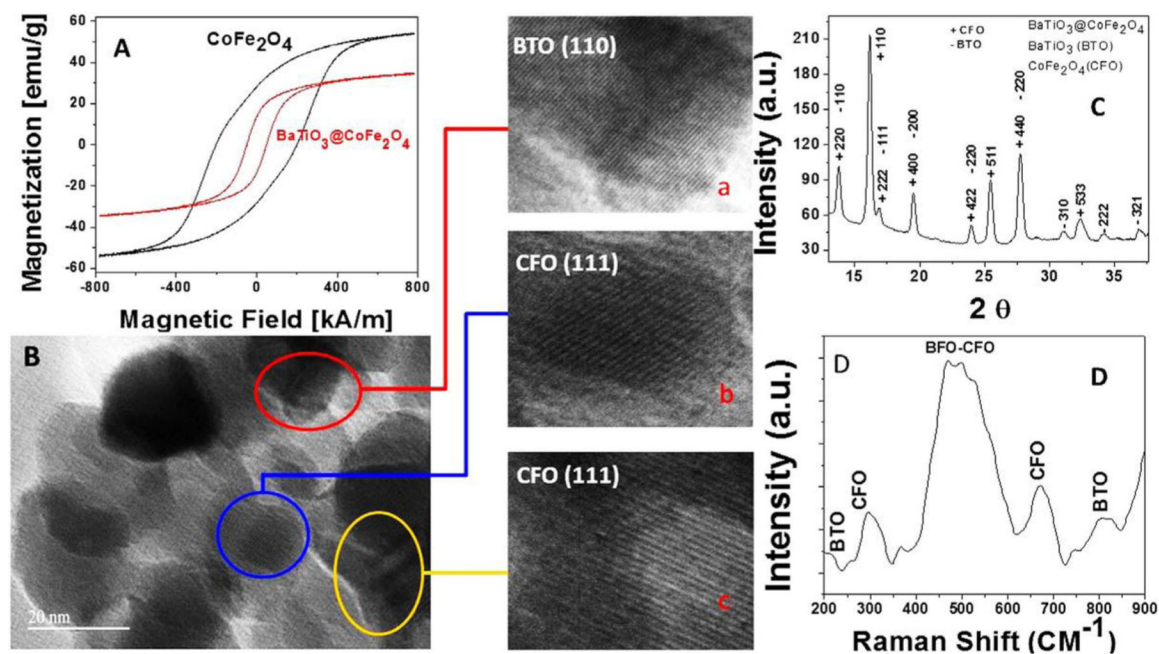 A
CoFe2O4
BaTiO3@CoFe2O4
60
40
20
0
-20
-40
-60
-800
-400
0
400
800
Magnetization [emu/g]
Magnetic Field [kA/m]
B
20 nm
BTO (110)
a
CFO (111)
b
CFO (111)
c
+ CFO
- BTO
BaTiO3@CoFe2O4
BaTiO3 (BTO)
CoFe2O4(CFO)
C
+ 220 - 110
+ 110
+ 222 - 111
+ 400 - 200
+ 422 - 220
+ 511
+ 440 - 220
-310
+ 533
222
-321
210
180
150
120
90
60
30
15
20
25
30
35
Intensity (a.u.)
2 θ
D
BFO-CFO
D
BTO
CFO
CFO
BTO
Intensity (a.u.)
200 300 400 500 600 700 800 900
Raman Shift (CM-1)